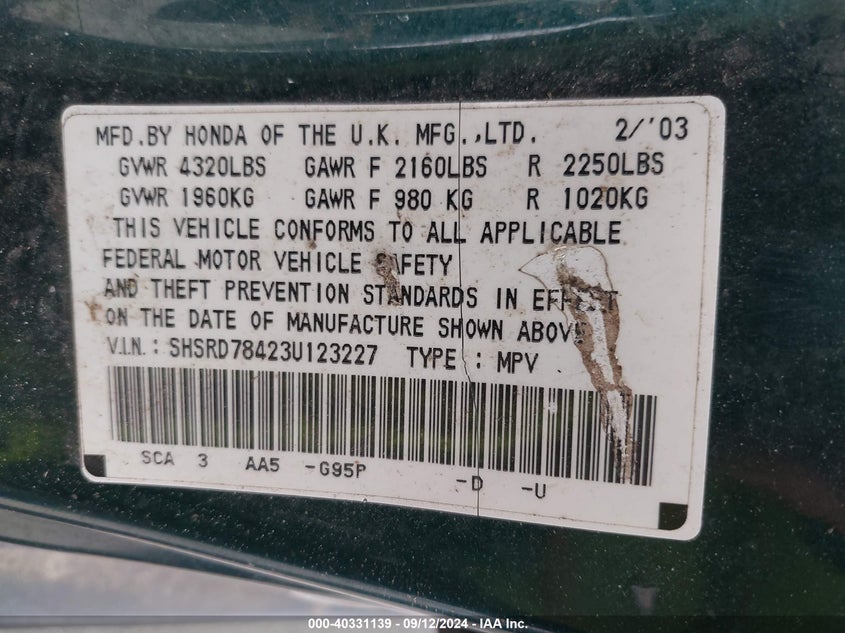 MFD.BY HONDA OF THE U.K. MFG.,LTD. 2/'03
GVWR 4320LBS GAWR F 2160LBS R 2250LBS
GVWR 1960KG GAWR F 980 KG R 1020KG
THIS VEHICLE CONFORMS TO ALL APPLICABLE
FEDERAL MOTOR VEHICLE SAFETY
AND THEFT PREVENTION STANDARDS IN EFFECT
ON THE DATE OF MANUFACTURE SHOWN ABOVE
V.I.N.: SHSRD78423U123227 TYPE : MPV
SCA 3 AA5 -G95P -D -U
000-40331139 - 09/12/2024 - IAA Inc.